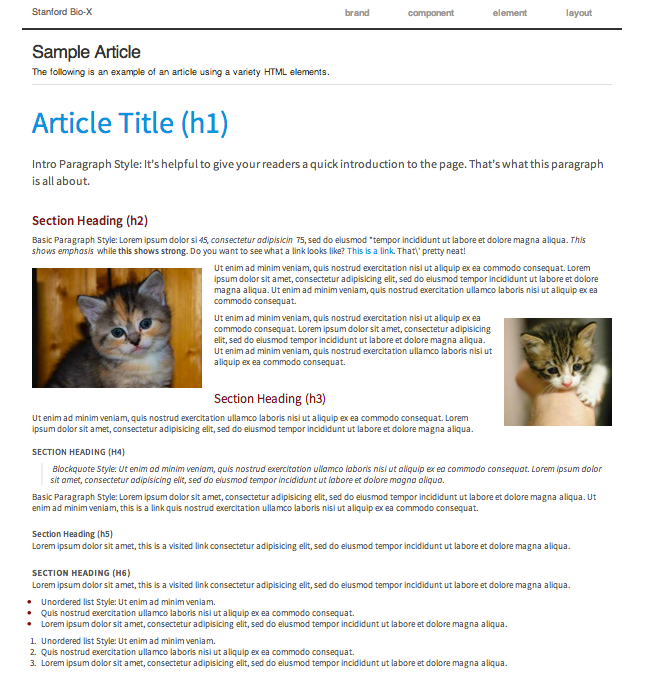 Stanford Bio-X
brand component element layout
Sample Article
The following is an example of an article using a variety HTML elements.
Article Title (h1)
Intro Paragraph Style: It's helpful to give your readers a quick introduction to the page. That's what this paragraph
is all about.
Section Heading (h2)
Basic Paragraph Style: Lorem ipsum dolor si 45, consectetur adipisicin 75, sed do eiusmod "tempor incididunt ut labore et dolore magna aliqua. This
shows emphasis while this shows strong. Do you want to see what a link looks like? This is a link. That\' pretty neat!
Ut enim ad minim veniam, quis nostrud exercitation nisi ut aliquip ex ea commodo consequat. Lorem
ipsum dolor sit amet, consectetur adipisicing elit, sed do eiusmod tempor incididunt ut labore et dolore
magna aliqua. Ut enim ad minim veniam, quis nostrud exercitation nisi ut aliquip ex ea commodo
consequat.
Ut enim ad minim veniam, quis nostrud exercitation nisi ut aliquip ex ea commodo
consequat. Lorem ipsum dolor sit amet, consectetur adipisicing
elit, sed do eiusmod tempor incididunt ut labore et dolore magna aliqua.
Ut enim ad minim veniam, quis nostrud exercitation ullamco laboris nisi ut
aliquip ex ea commodo consequat.
Section Heading (h3)
Ut enim ad minim veniam, quis nostrud exercitation ullamco laboris nisi ut aliquip ex ea commodo consequat. Lorem
ipsum dolor sit amet, consectetur adipisicing elit, sed do eiusmod tempor incididunt ut labore et dolore magna aliqua.
SECTION HEADING (H4)
Blockquote Style: Ut enim ad minim veniam, quis nostrud exercitation ullamco laboris nisi ut aliquip ex ea commodo consequat. Lorem ipsum dolor
sit amet, consectetur adipisicing elit, sed do eiusmod tempor incididunt ut labore et dolore magna aliqua.
Basic Paragraph Style: Lorem ipsum dolor sit amet, consectetur adipisicing elit, sed do eiusmod tempor incididunt ut labore et dolore magna aliqua. Ut
enim ad minim veniam, this is a link quis nostrud exercitation ullamco laboris nisi ut aliquip ex ea commodo consequat.
Section Heading (h5)
Lorem ipsum dolor sit amet, this is a visited link consectetur adipisicing elit, sed do eiusmod tempor incididunt ut labore et dolore magna aliqua.
SECTION HEADING (H6)
Lorem ipsum dolor sit amet, this is a visited link consectetur adipisicing elit, sed do eiusmod tempor incididunt ut labore et dolore magna aliqua.
Unordered list Style: Ut enim ad minim veniam.
Quis nostrud exercitation ullamco laboris nisi ut aliquip ex ea commodo consequat.
Lorem ipsum dolor sit amet, consectetur adipisicing elit, sed do eiusmod tempor incididunt ut labore et dolore magna aliqua.
1. Unordered list Style: Ut enim ad minim veniam.
2. Quis nostrud exercitation ullamco laboris nisi ut aliquip ex ea commodo consequat.
3. Lorem ipsum dolor sit amet, consectetur adipisicing elit, sed do eiusmod tempor incididunt ut labore et dolore magna aliqua.